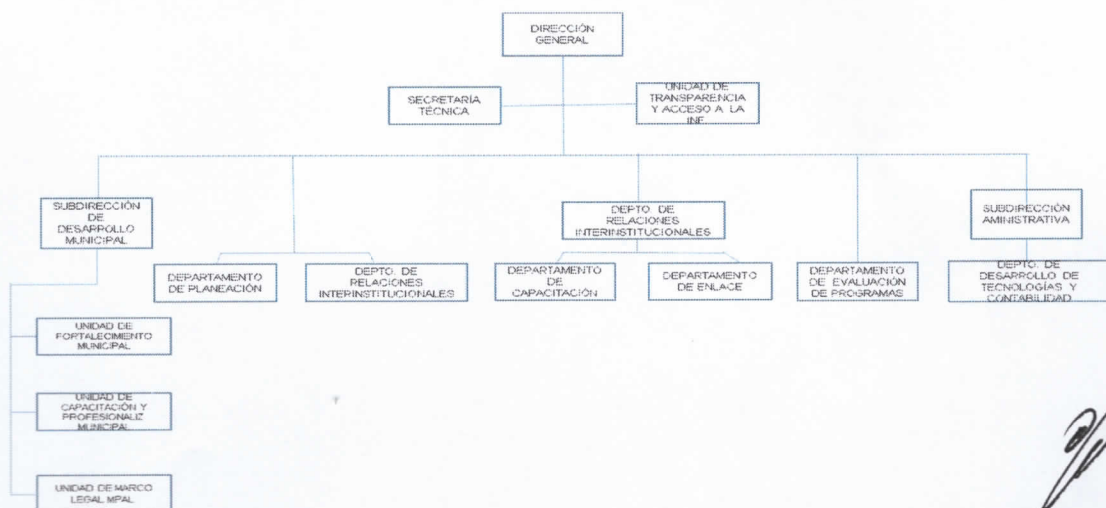 DIRECCIÓN
GENERAL
SECRETARÍA
TÉCNICA
UNIDAD DE
TRANSPARENCIA
Y ACCESO A LA
INF.
SUBDIRECCIÓN
DE
DESARROLLO
MUNICIPAL
DEPTO. DE
RELACIONES
INTERINSTITUCIONALES
SUBDIRECCIÓN
AMINISTRATIVA
DEPARTAMENTO
DE PLANEACIÓN
DEPTO. DE
RELACIONES
INTERINSTITUCIONALES
DEPARTAMENTO
DE
CAPACITACIÓN
DEPARTAMENTO
DE ENLACE
DEPARTAMENTO
DE EVALUACIÓN
DE PROGRAMAS
DEPTO. DE
DESARROLLO DE
TECNOLOGÍAS Y
CONTABILIDAD
UNIDAD DE
FORTALECIMIENTO
MUNICIPAL
UNIDAD DE
CAPACITACIÓN Y
PROFESIONALIZ
MUNICIPAL
UNIDAD DE MARCO
LEGAL MPAL